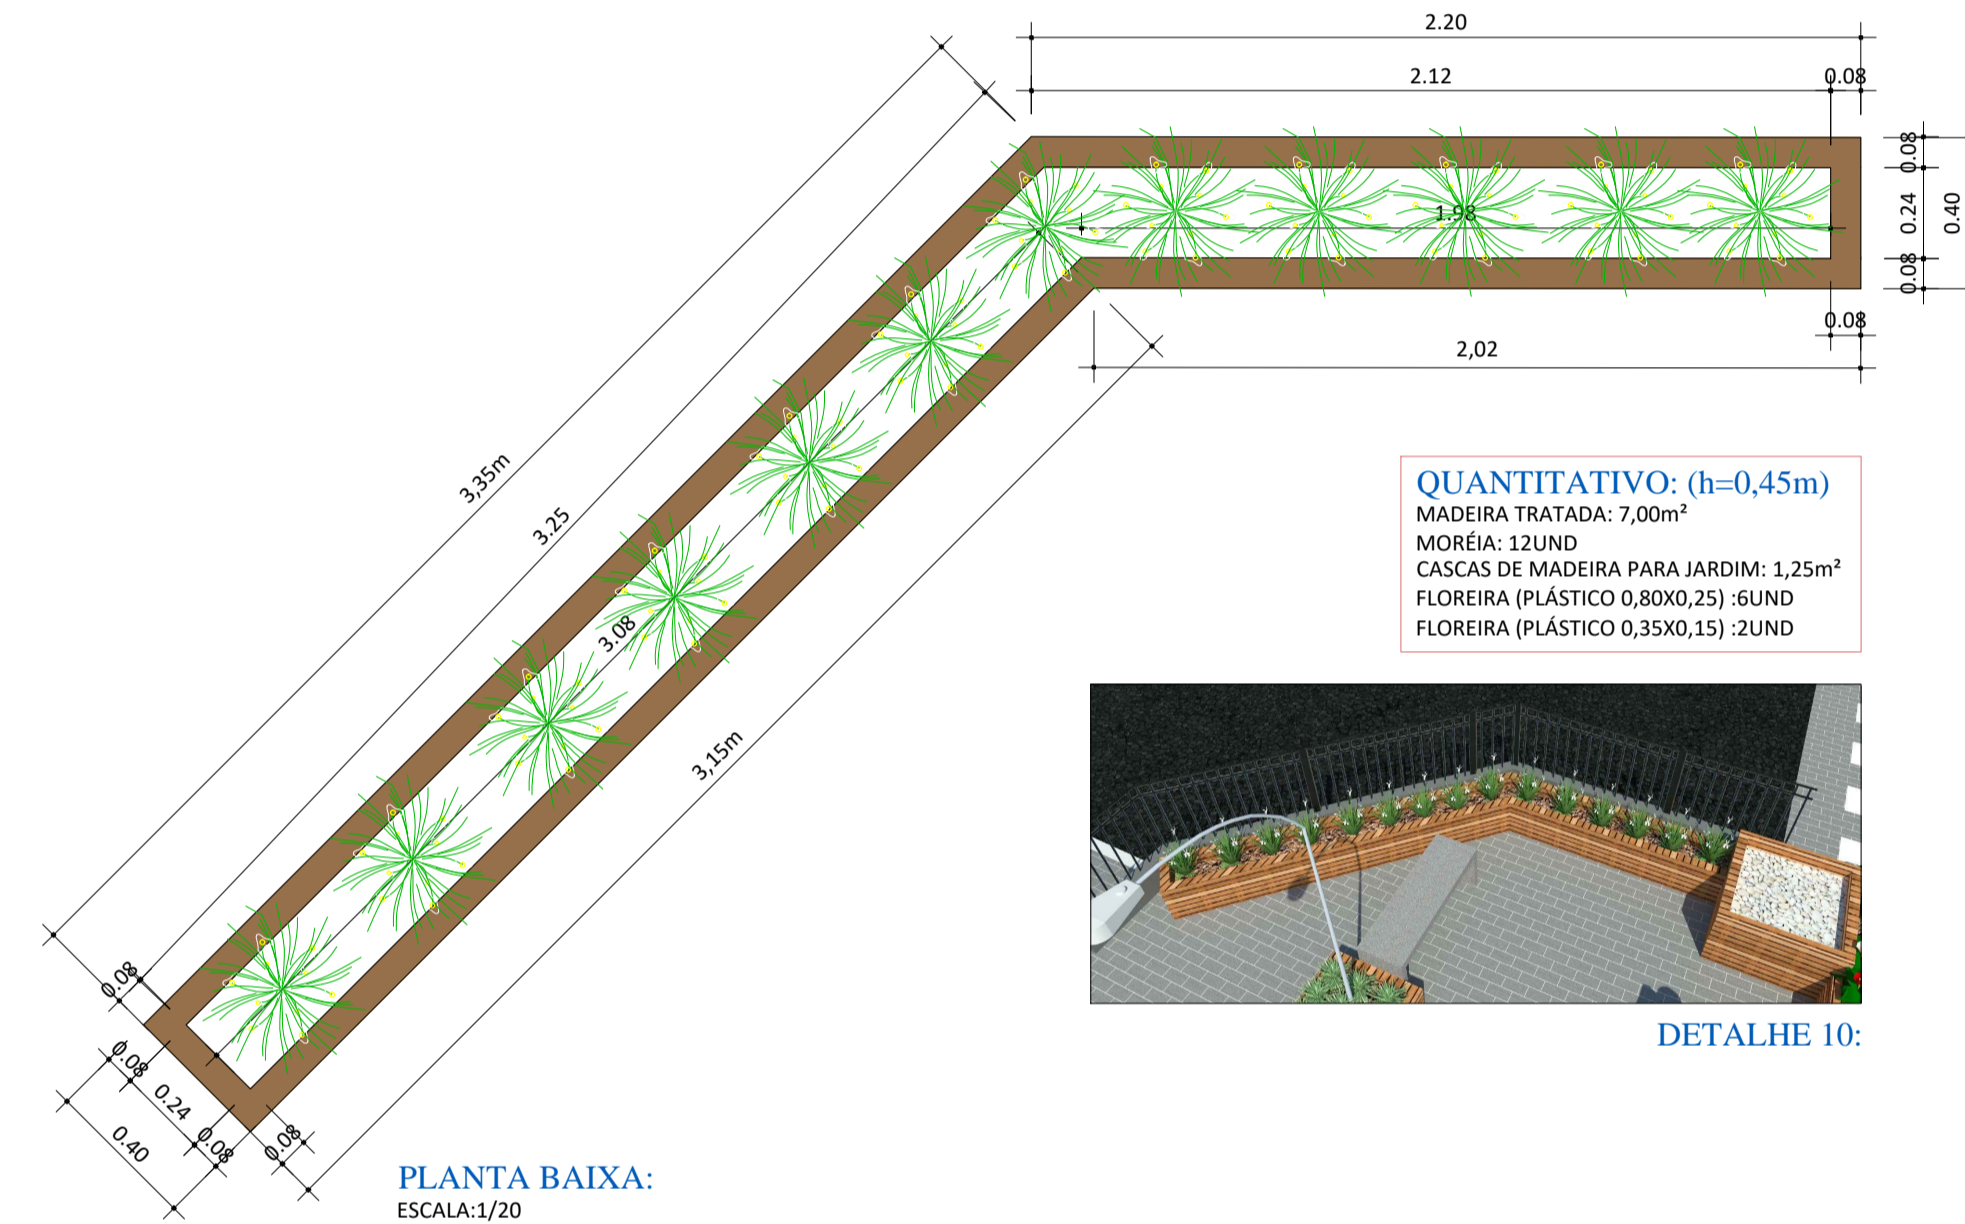 2.20
2.12
0.08
0.08
0.24
0.40
0.08
1.98
0.08
2,02
3,35m
3.25
3.08
3,15m
0.08
0.08
0.24
0.08
0.40
0.08
QUANTITATIVO: (h=0,45m)
MADEIRA TRATADA: 7,00m²
MORÉIA: 12UND
CASCAS DE MADEIRA PARA JARDIM: 1,25m²
FLOREIRA (PLÁSTICO 0,80X0,25) :6UND
FLOREIRA (PLÁSTICO 0,35X0,15) :2UND
DETALHE 10:
PLANTA BAIXA:
ESCALA:1/20